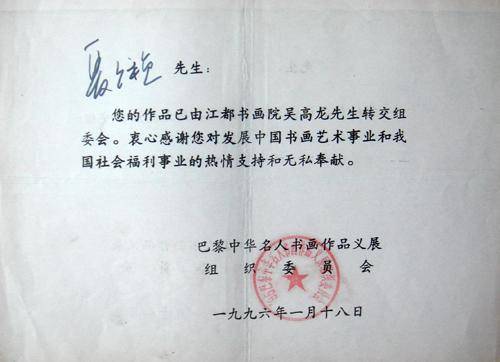 先生：
您的作品已由江都书画院吴高龙先生转交组
委会。衷心感谢您对发展中国书画艺术事业和我
国社会福利事业的热情支持和无私奉献。
巴黎中华名人书画作品义展
组织委员会
一九九六年一月十八日